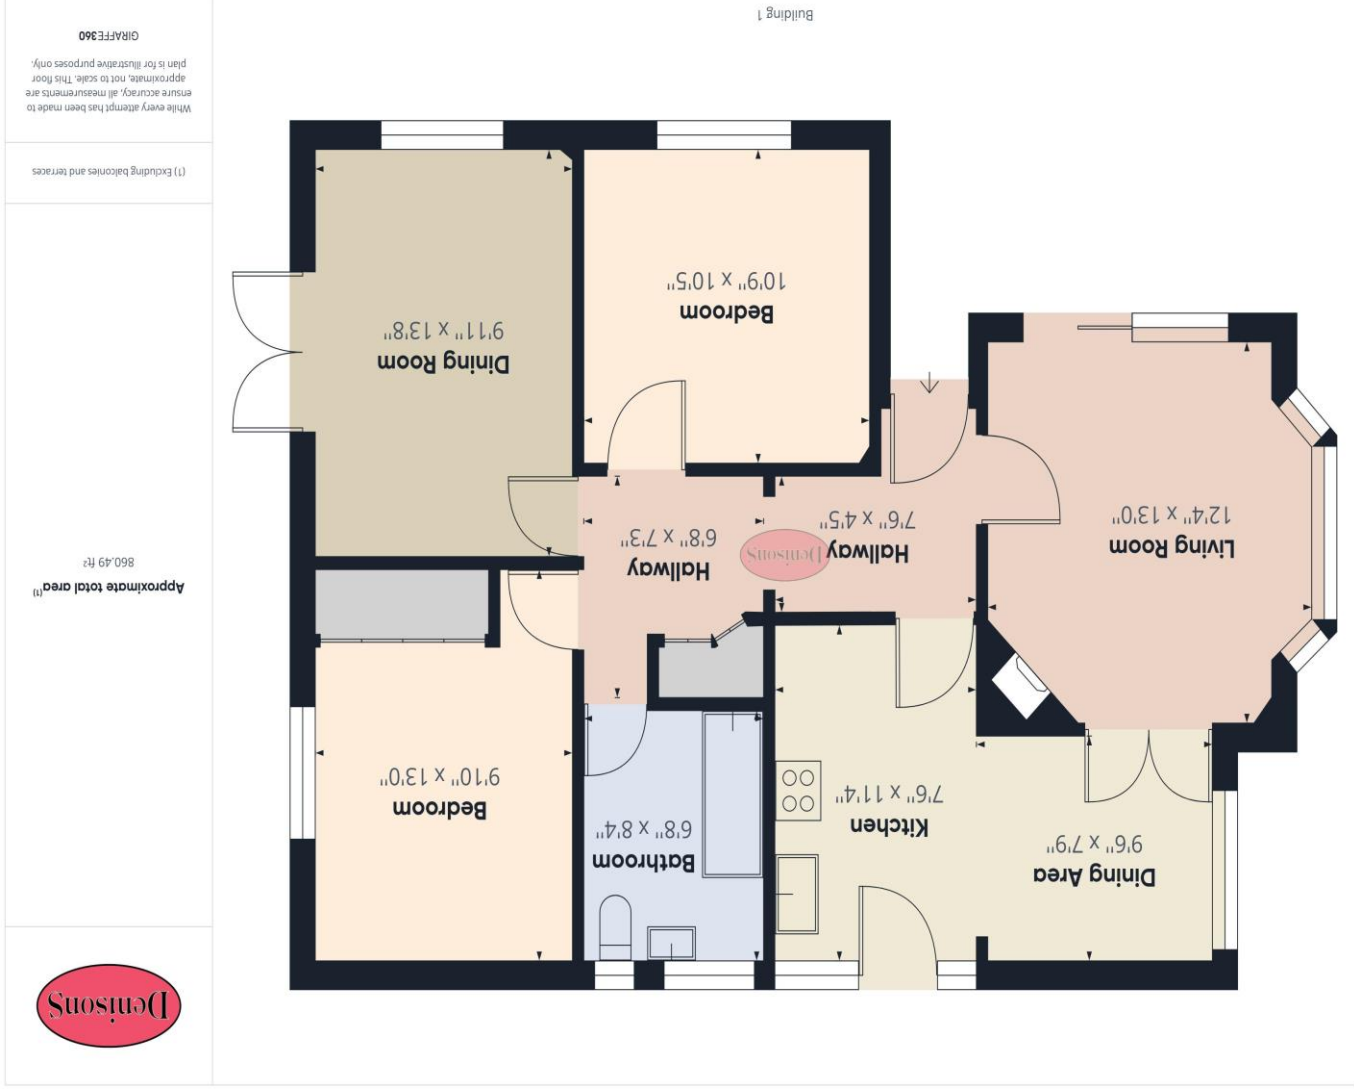 Denisons
Dining Area
9'6" x 7'9"
Kitchen
7'6" x 11'4"
Bathroom
6'8" x 8'4"
Bedroom
9'10" x 13'0"
Living Room
12'4" x 13'0"
Hallway
7'6" x 4'5"
Denisons
Hallway
6'8" x 7'3"
Dining Room
9'11" x 13'8"
Bedroom
10'9" x 10'5"
Building 1
Approximate total area(1)
860.49 ft²
(1) Excluding balconies and terraces
While every attempt has been made to
ensure accuracy, all measurements are
approximate, not to scale. This floor
plan is for illustrative purposes only.
GIRAFFE360